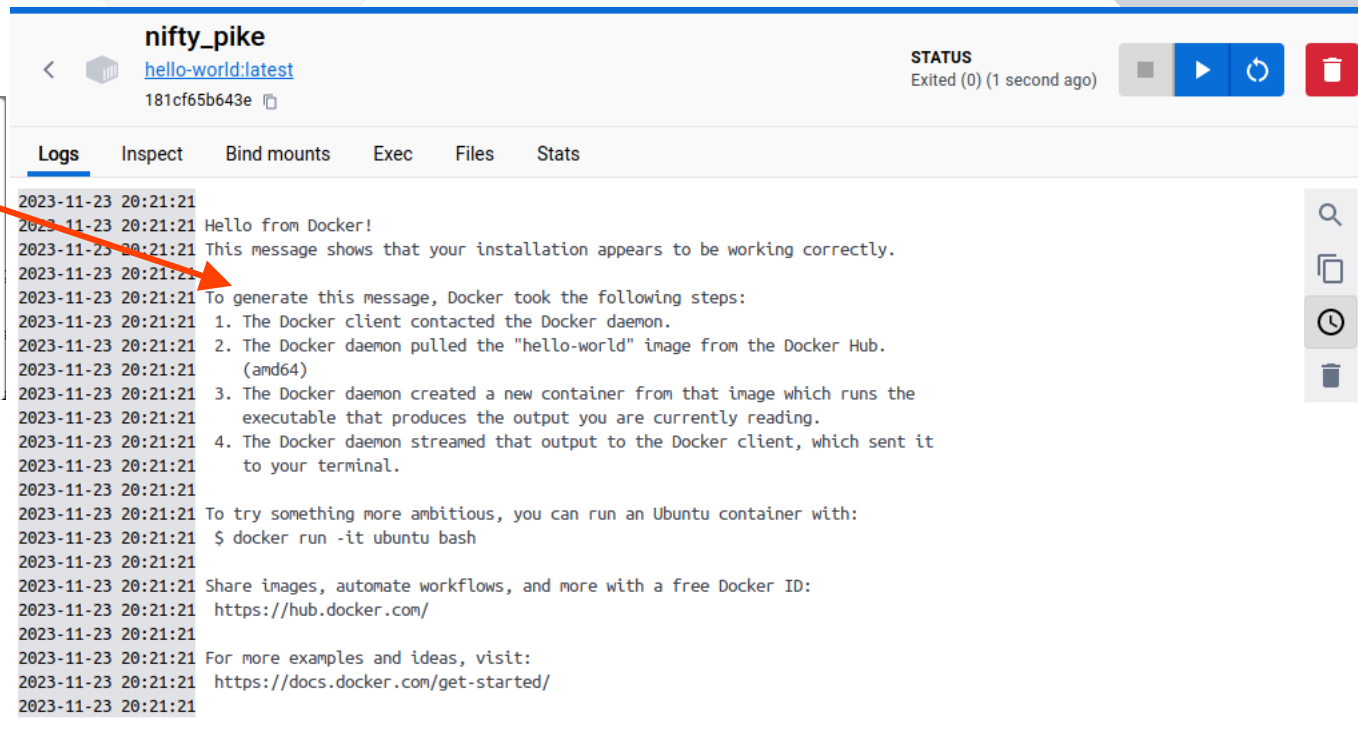 nifty_pike
hello-world:latest
181cf65b643e
STATUS
Exited (0) (1 second ago)
Logs Inspect Bind mounts Exec Files Stats
2023-11-23 20:21:21
2023-11-23 20:21:21 Hello from Docker!
2023-11-23 20:21:21 This message shows that your installation appears to be working correctly.
2023-11-23 20:21:21
2023-11-23 20:21:21 To generate this message, Docker took the following steps:
2023-11-23 20:21:21  1. The Docker client contacted the Docker daemon.
2023-11-23 20:21:21  2. The Docker daemon pulled the "hello-world" image from the Docker Hub.
2023-11-23 20:21:21     (amd64)
2023-11-23 20:21:21  3. The Docker daemon created a new container from that image which runs the
2023-11-23 20:21:21     executable that produces the output you are currently reading.
2023-11-23 20:21:21  4. The Docker daemon streamed that output to the Docker client, which sent it
2023-11-23 20:21:21     to your terminal.
2023-11-23 20:21:21
2023-11-23 20:21:21 To try something more ambitious, you can run an Ubuntu container with:
2023-11-23 20:21:21  $ docker run -it ubuntu bash
2023-11-23 20:21:21
2023-11-23 20:21:21 Share images, automate workflows, and more with a free Docker ID:
2023-11-23 20:21:21  https://hub.docker.com/
2023-11-23 20:21:21
2023-11-23 20:21:21 For more examples and ideas, visit:
2023-11-23 20:21:21  https://docs.docker.com/get-started/
2023-11-23 20:21:21